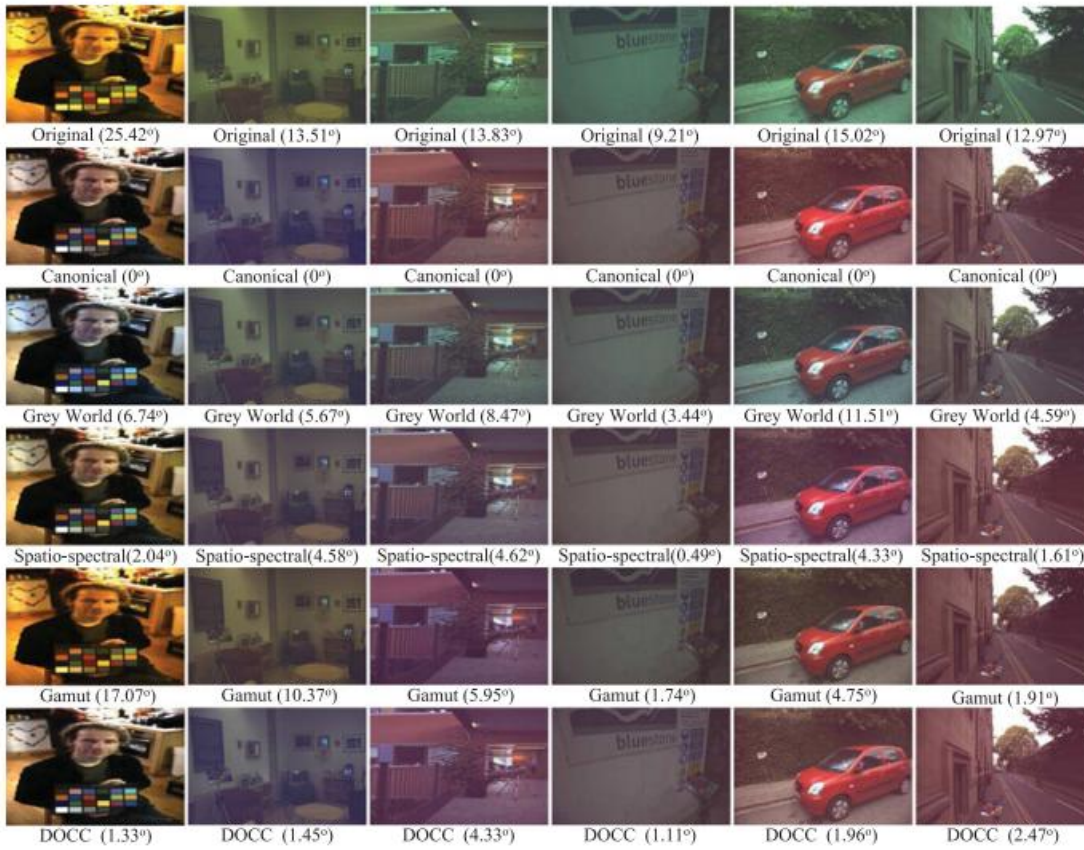 bluestone
Original (25.42°) Original (13.51°) Original (13.83°) Original (9.21°) Original (15.02°) Original (12.97°)
bluestone
Canonical (0°) Canonical (0°) Canonical (0°) Canonical (0°) Canonical (0°) Canonical (0°)
bluestone
Grey World (6.74°) Grey World (5.67°) Grey World (8.47°) Grey World (3.44°) Grey World (11.51°) Grey World (4.59°)
bluestone
Spatio-spectral(2.04°) Spatio-spectral(4.58°) Spatio-spectral(4.62°) Spatio-spectral(0.49°) Spatio-spectral(4.33°) Spatio-spectral(1.61°)
bluestone
Gamut (17.07°) Gamut (10.37°) Gamut (5.95°) Gamut (1.74°) Gamut (4.75°) Gamut (1.91°)
bluestone
DOCC (1.33°) DOCC (1.45°) DOCC (4.33°) DOCC (1.11°) DOCC (1.96°) DOCC (2.47°)